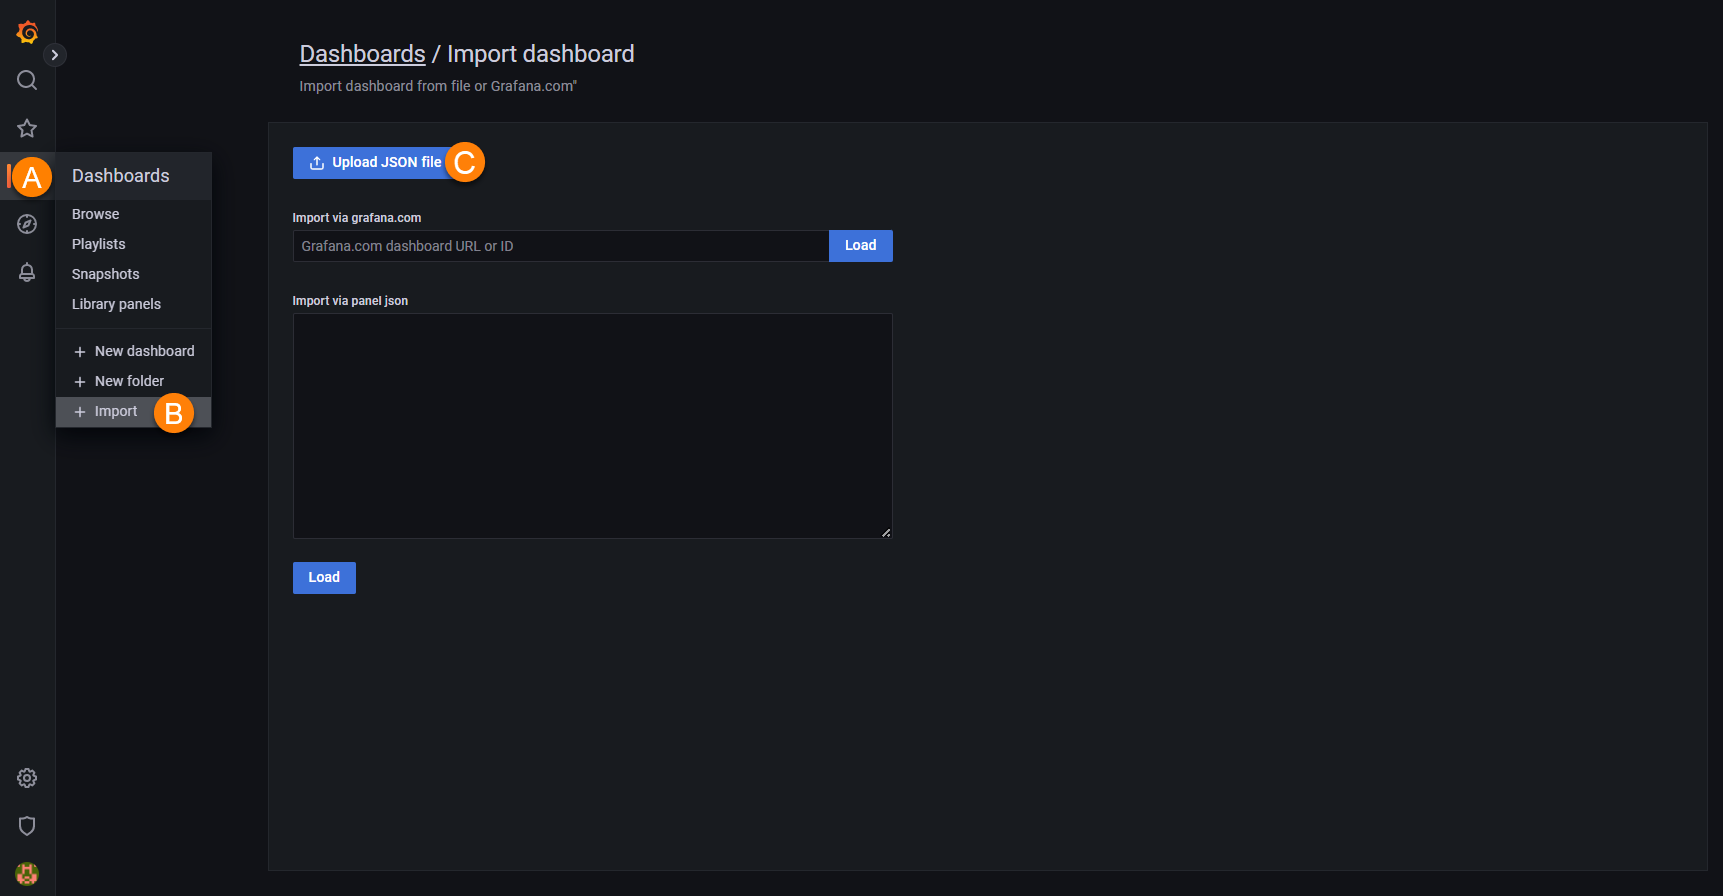 Dashboards / Import dashboard
Import dashboard from file or Grafana.com"
A
Dashboards
Browse
Playlists
Snapshots
Library panels
+ New dashboard
+ New folder
+ Import B
Upload JSON file C
Import via grafana.com
Grafana.com dashboard URL or ID Load
Import via panel json
Load